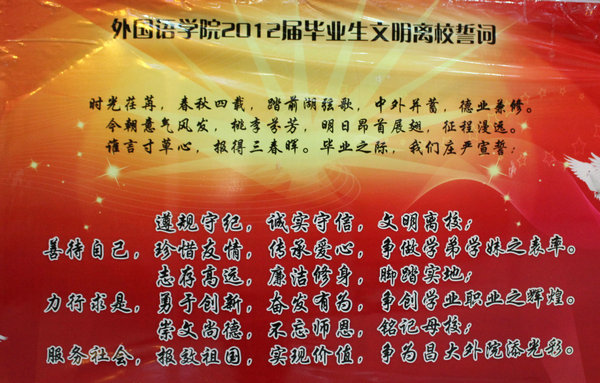 外国语学院2012届毕业生文明离校誓词
时光荏苒，春秋四载，踏前湖弦歌，中外并蓄，德业兼修。
今朝意气风发，桃李芬芳，明日昂首展翅，征程漫远。
谁言寸草心，报得三春晖。毕业之际，我们庄严宣誓：
遵规守纪，诚实守信，文明离校；
善待自己，珍惜友情，传承爱心，争做学弟学妹之表率。
志存高远，廉洁修身，脚踏实地；
力行求是，勇于创新，奋发有为，争创学业职业之辉煌。
崇文尚德，不忘师恩，铭记母校；
服务社会，报效祖国，实现价值，争为昌大外院添光彩。